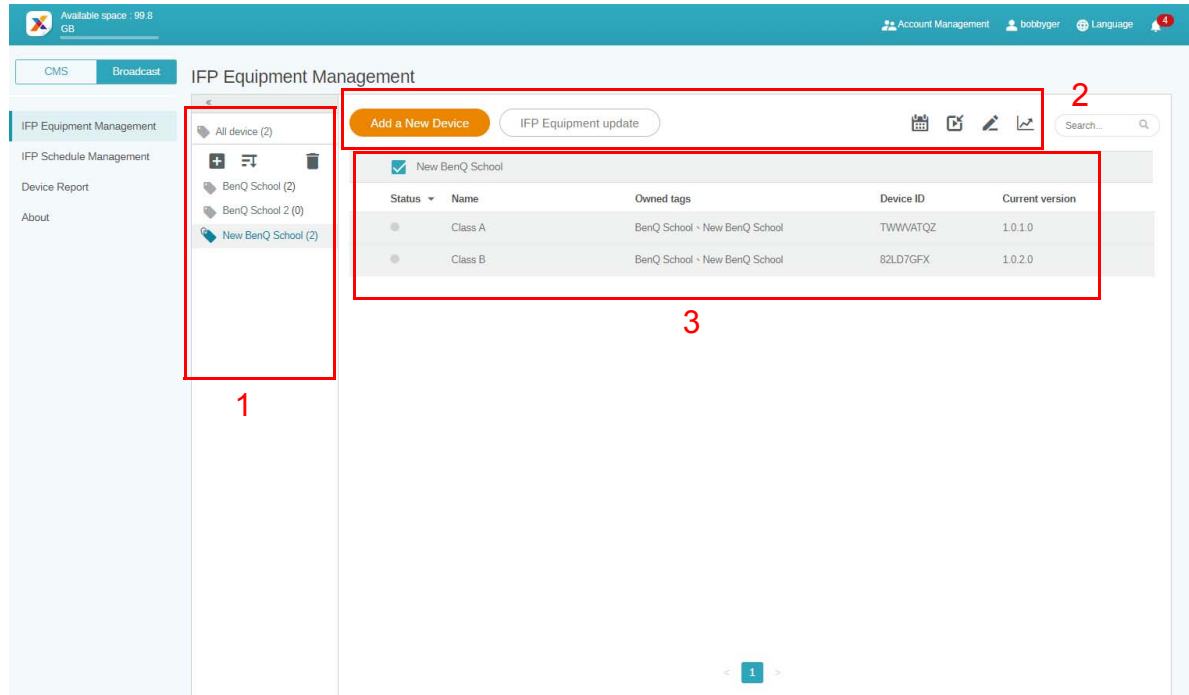 Available space : 99.8
GB
Account Management
bobbyger
Language
4
CMS
Broadcast
IFP Equipment Management
IFP Schedule Management
Device Report
About
IFP Equipment Management
«
All device (2)
BenQ School (2)
BenQ School 2 (0)
New BenQ School (2)
1
Add a New Device
IFP Equipment update
Search...
2
New BenQ School
Status Name Owned tags Device ID Current version
Class A BenQ School、New BenQ School TWWVATQZ 1.0.1.0
Class B BenQ School、New BenQ School 82LD7GFX 1.0.2.0
3
< 1 >